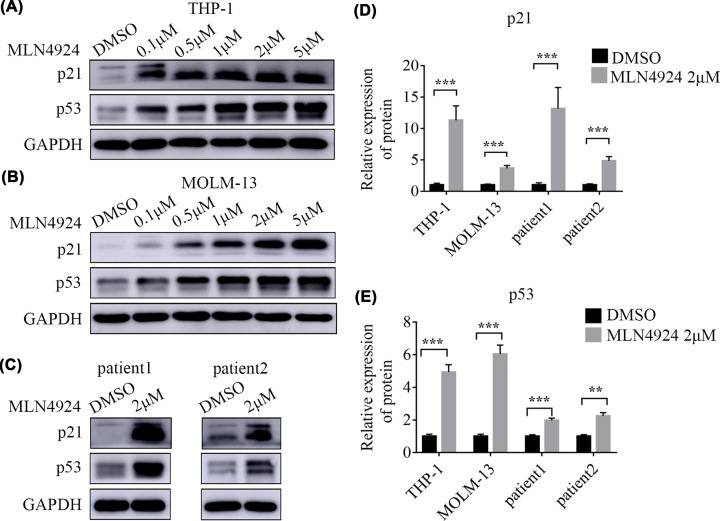 (A)
THP-1
MLN4924 DMSO 0.1μM 0.5μM 1μM 2μM 5μM
p21
p53
GAPDH
(B)
MOLM-13
MLN4924 DMSO 0.1μM 0.5μM 1μM 2μM 5μM
p21
p53
GAPDH
(C)
patient1 patient2
MLN4924 DMSO 2μM DMSO 2μM
p21
p53
GAPDH
(D)
p21
DMSO
MLN4924 2μM
Relative expression
of protein
20
15
10
5
0
*** *** *** ***
THP-1 MOLM-13 patient1 patient2
(E)
p53
DMSO
MLN4924 2μM
Relative expression
of protein
8
6
4
2
0
*** *** *** **
THP-1 MOLM-13 patient1 patient2